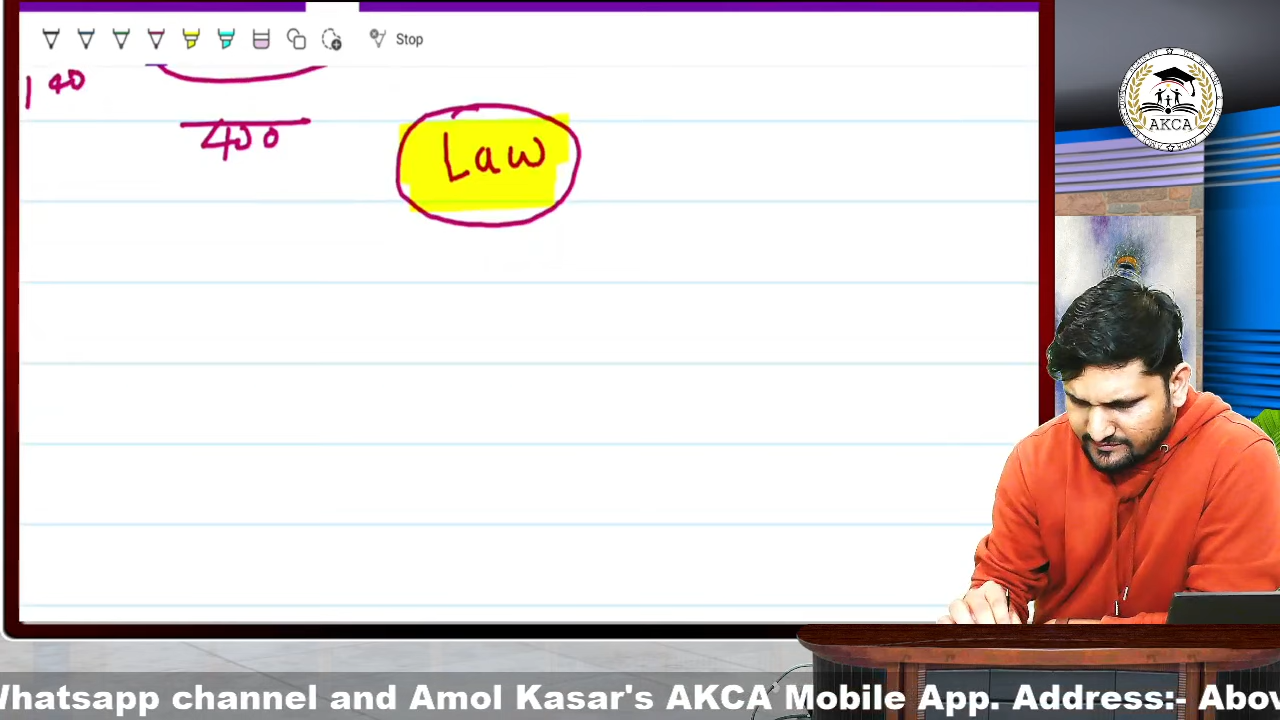 Stop
140
400
Law
AKCA
Whatsapp channel and Amol Kasar's AKCA Mobile App. Address:- Abov